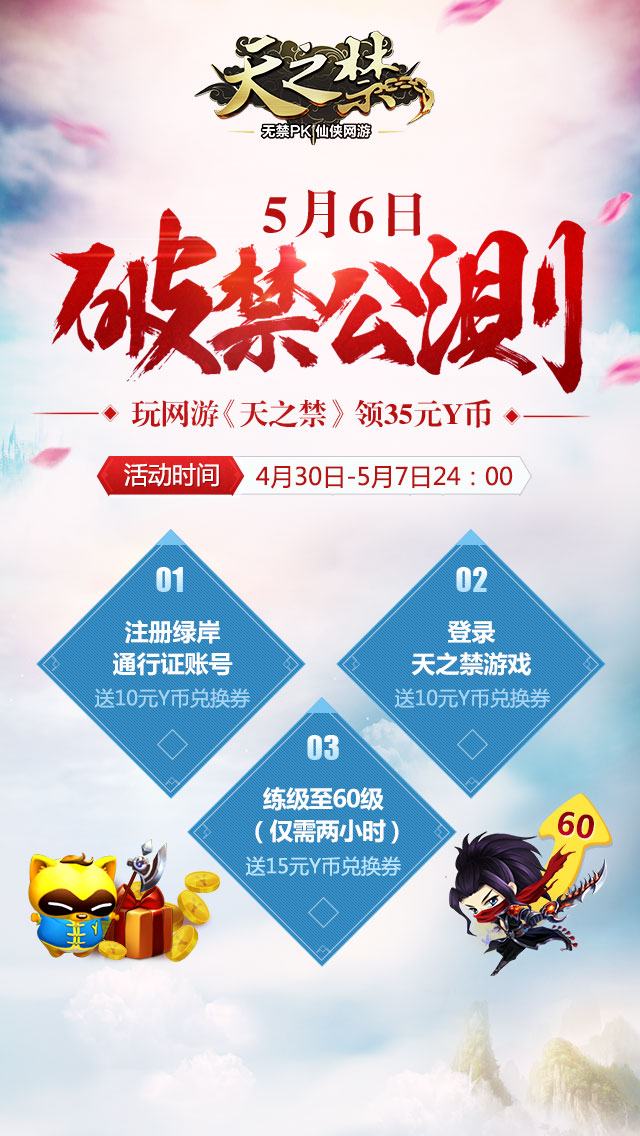 天之禁
无禁PK 仙侠网游
5月6日
破禁公测
玩网游《天之禁》领35元Y币
活动时间 4月30日-5月7日24：00
01
注册绿岸
通行证账号
送10元Y币兑换券
02
登录
天之禁游戏
送10元Y币兑换券
03
练级至60级
（仅需两小时）
送15元Y币兑换券
60